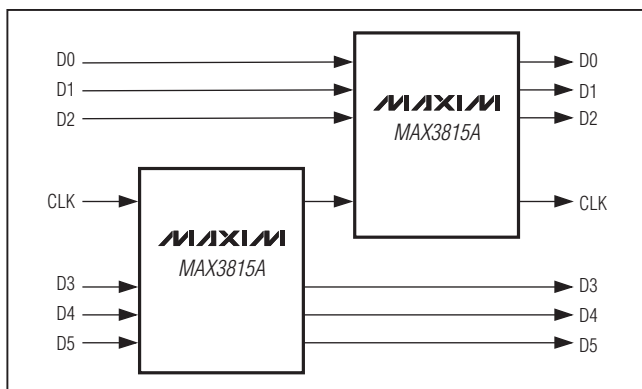 D0 D0
D1 MAXIM D1
D2 MAX3815A D2
CLK CLK
MAXIM
MAX3815A
D3 D3
D4 D4
D5 D5